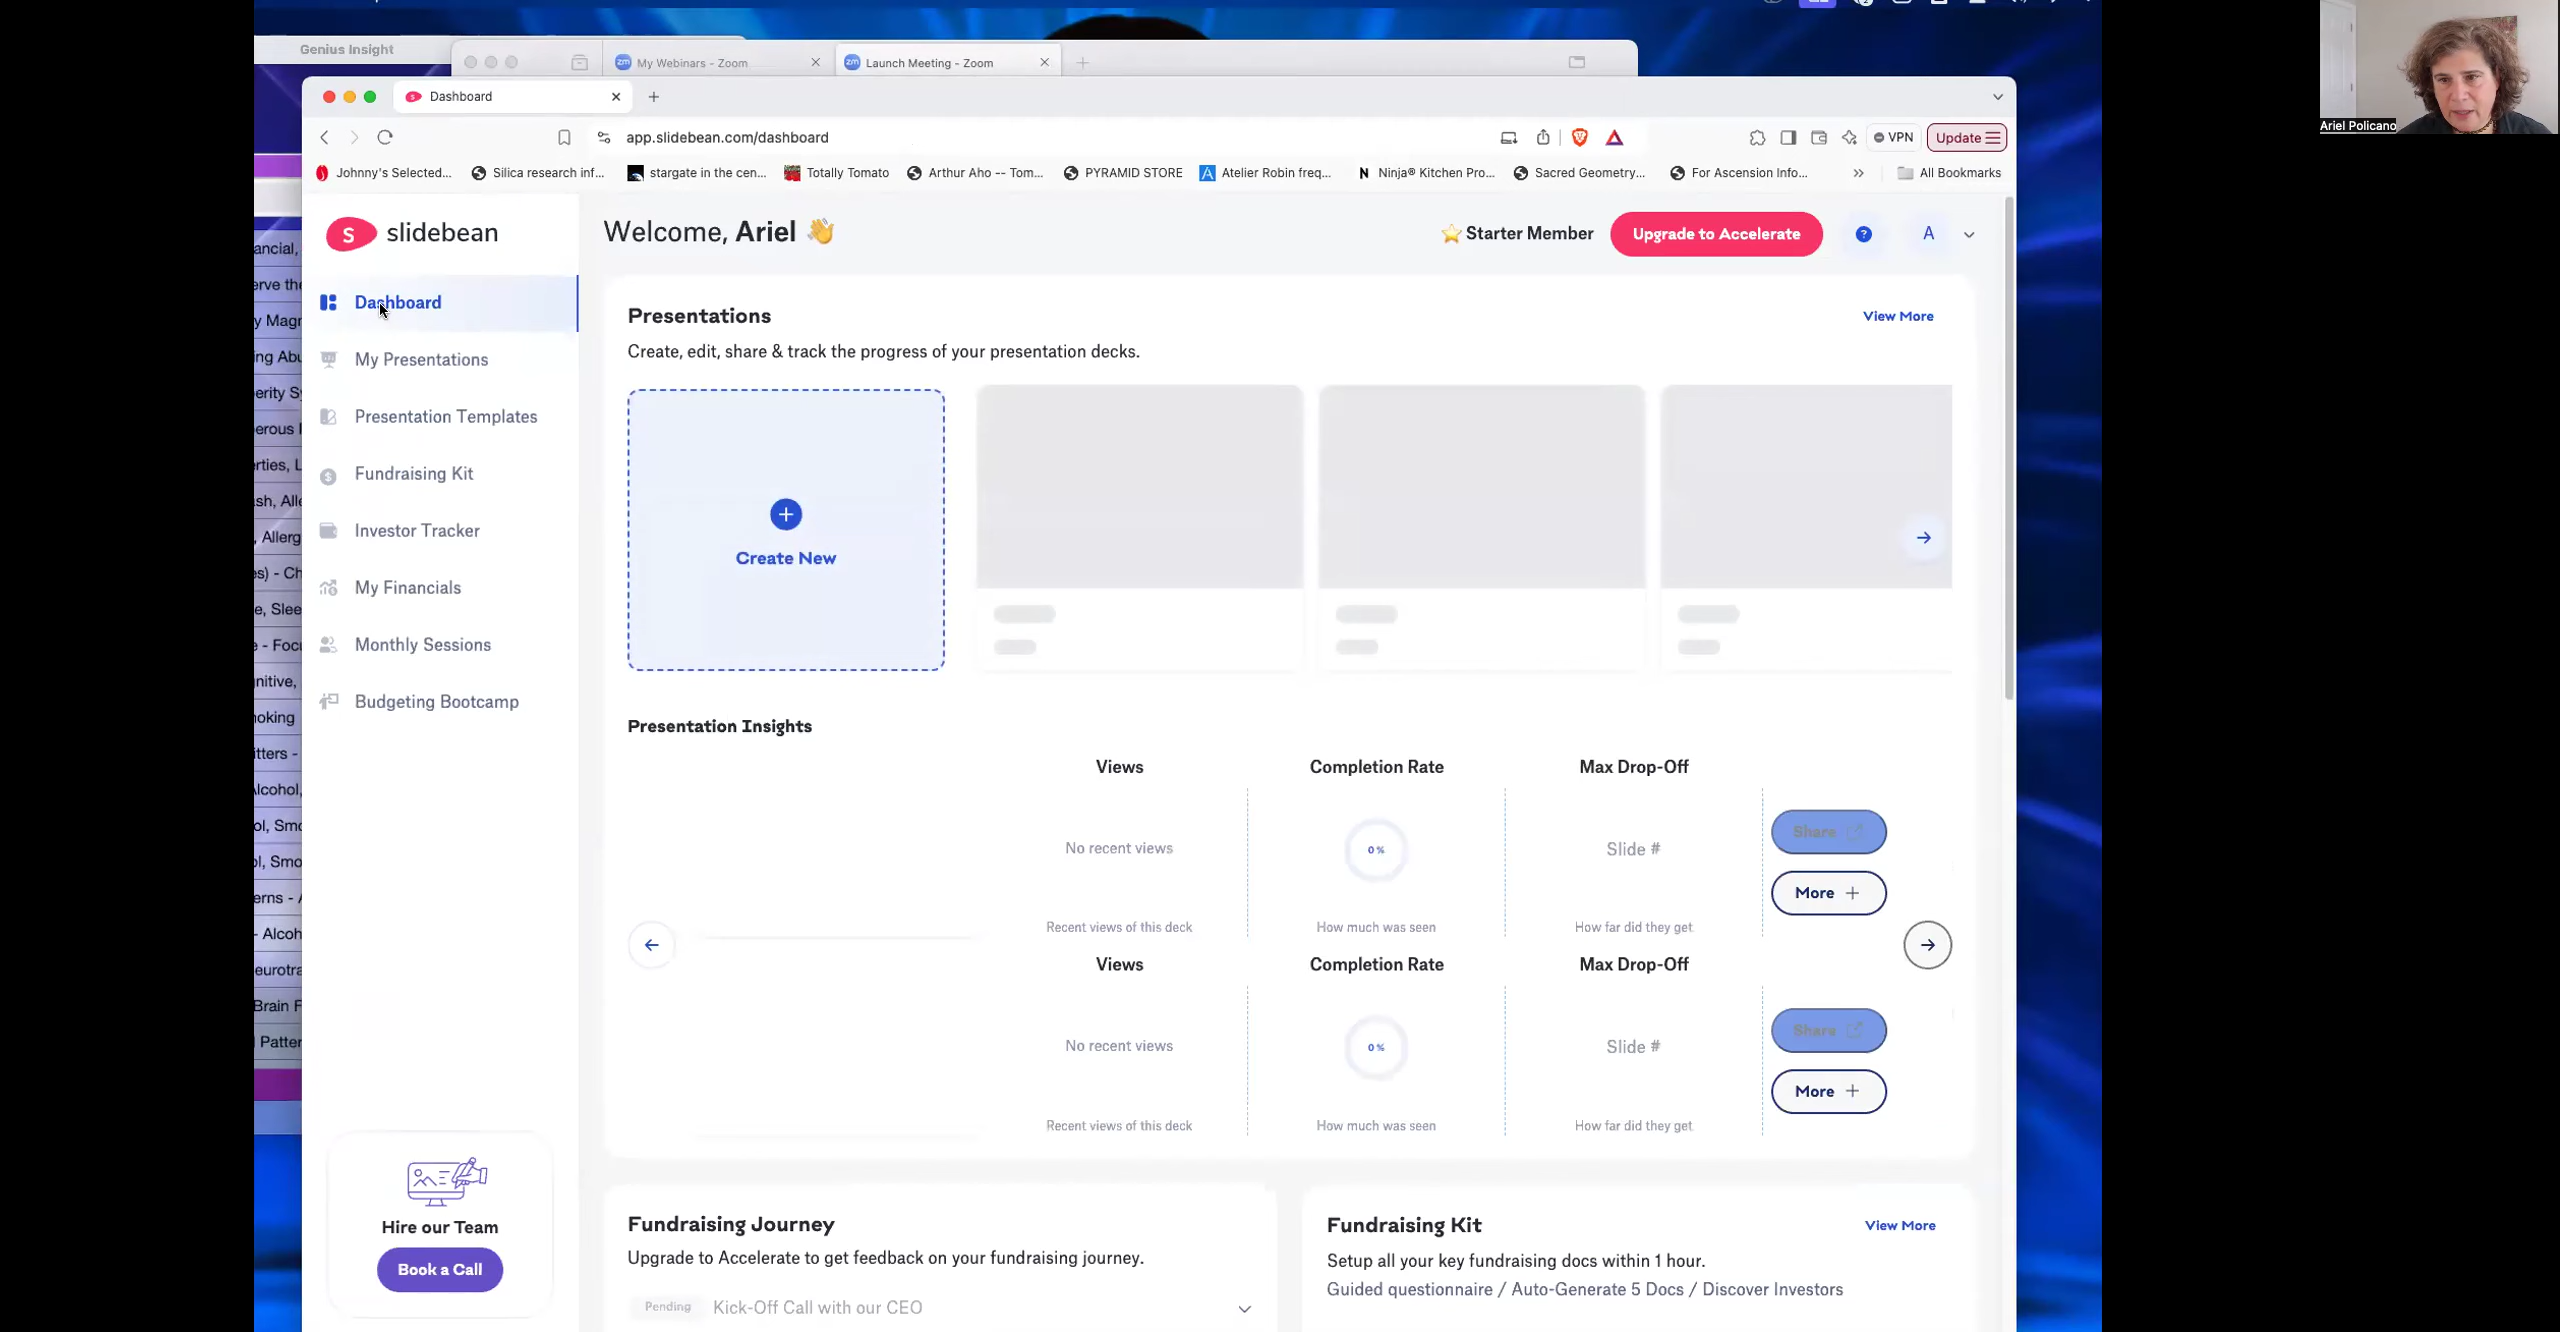 Genius Insight
My Webinars - Zoom
Launch Meeting - Zoom
Dashboard
app.slidebean.com/dashboard
VPN
Update
Johnny's Selected...
Silica research inf...
stargate in the cen...
Totally Tomato
Arthur Aho -- Tom...
PYRAMID STORE
Atelier Robin freq...
Ninja® Kitchen Pro...
Sacred Geometry...
For Ascension Info...
All Bookmarks
Ariel Policano
slidebean
Dashboard
My Presentations
Presentation Templates
Fundraising Kit
Investor Tracker
My Financials
Monthly Sessions
Budgeting Bootcamp
Hire our Team
Book a Call
Welcome, Ariel 👋
⭐ Starter Member
Upgrade to Accelerate
A
Presentations
View More
Create, edit, share & track the progress of your presentation decks.
Create New
Presentation Insights
Views
Completion Rate
Max Drop-Off
No recent views
0 %
Slide #
Share
More
Recent views of this deck
How much was seen
How far did they get
Views
Completion Rate
Max Drop-Off
No recent views
0 %
Slide #
Share
More
Recent views of this deck
How much was seen
How far did they get
Fundraising Journey
Upgrade to Accelerate to get feedback on your fundraising journey.
Pending
Kick-Off Call with our CEO
Fundraising Kit
View More
Setup all your key fundraising docs within 1 hour.
Guided questionnaire / Auto-Generate 5 Docs / Discover Investors